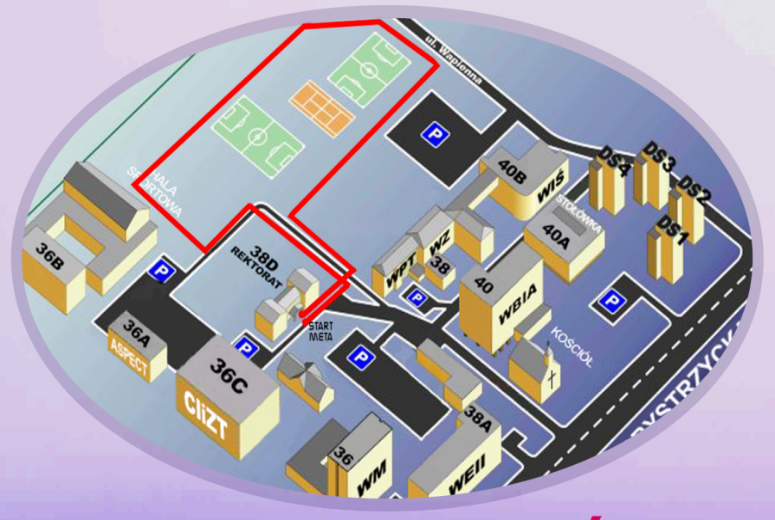 ul. Wapienna
P
DS3
DS4
DS2
40B
WIŚ
HALA
SPORTOWA
STOŁÓWKA
DS1
40A
38D
REKTORAT
WZ
36B
WPT
38
40
P
WBIA
P
P
START
META
36A
ASPECT
KOŚCIÓŁ
P
P
36C
CIiZT
38A
36
WM
WEII